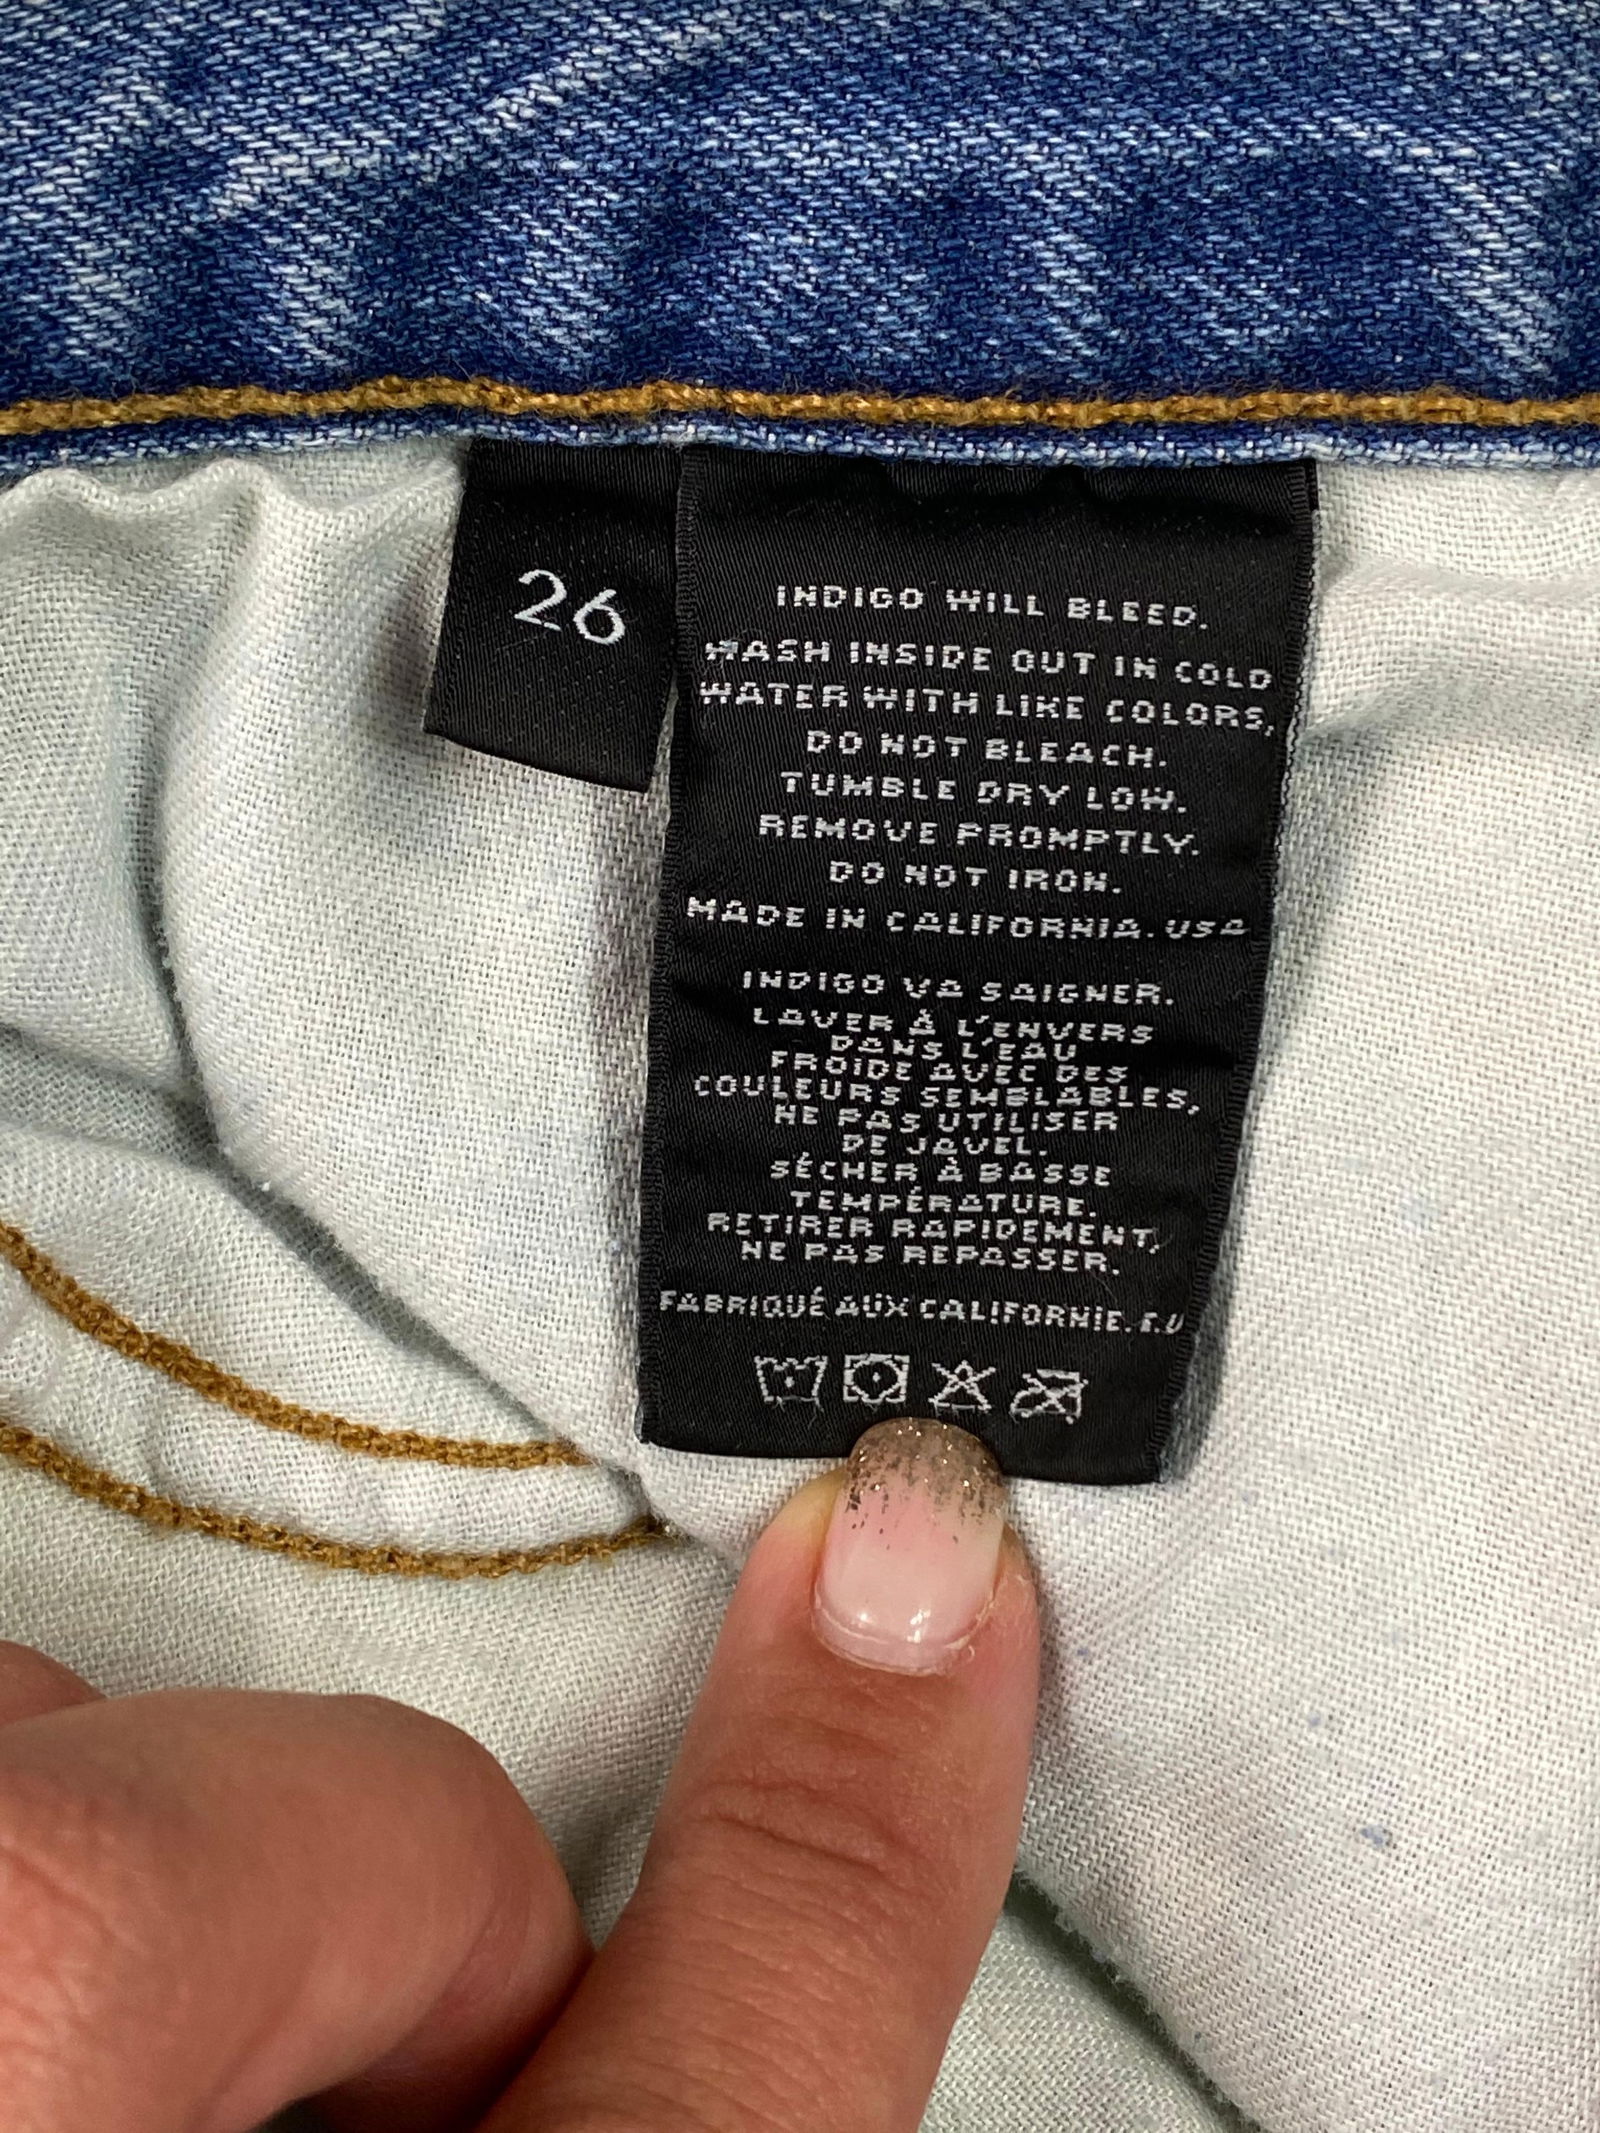 26
INDIGO WILL BLEED.
WASH INSIDE OUT IN COLD
WATER WITH LIKE COLORS,
DO NOT BLEACH.
TUMBLE DRY LOW.
REMOVE PROMPTLY.
DO NOT IRON.
MADE IN CALIFORNIA. USA
INDIGO VA SAIGNER.
LAVER À L'ENVERS
DANS L'EAU
FROIDE AVEC DES
COULEURS SEMBLABLES,
NE PAS UTILISER
DE JAVEL.
SÉCHER À BASSE
TEMPÉRATURE.
RETIRER RAPIDEMENT,
NE PAS REPASSER.
FABRIQUÉ AUX CALIFORNIE. E.U